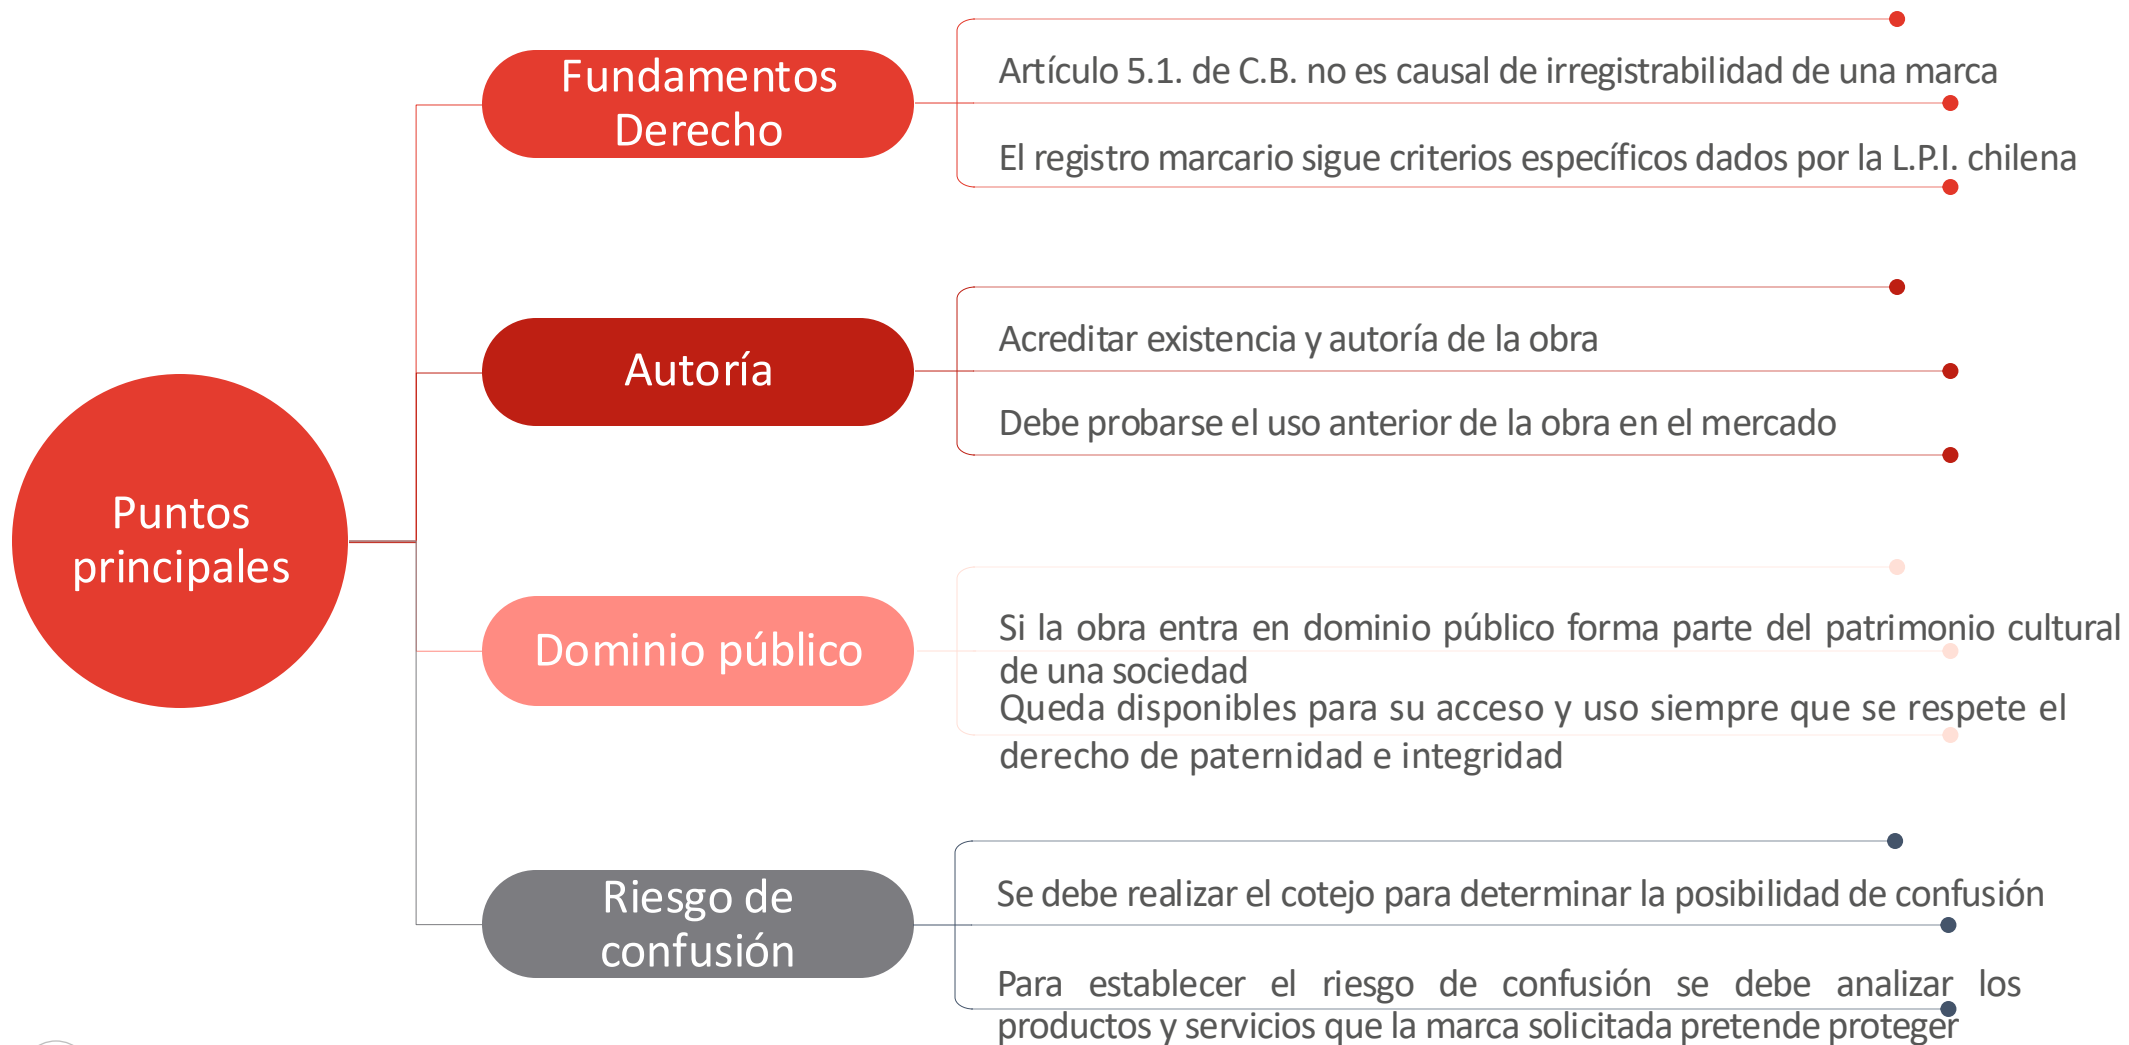 Fundamentos
Derecho
Artículo 5.1. de C.B. no es causal de irregistrabilidad de una marca
El registro marcario sigue criterios específicos dados por la L.P.I. chilena
Autoría
Acreditar existencia y autoría de la obra
Debe probarse el uso anterior de la obra en el mercado
Puntos
principales
Dominio público
Si la obra entra en dominio público forma parte del patrimonio cultural
de una sociedad
Queda disponibles para su acceso y uso siempre que se respete el
derecho de paternidad e integridad
Riesgo de
confusión
Se debe realizar el cotejo para determinar la posibilidad de confusión
Para establecer el riesgo de confusión se debe analizar los
productos y servicios que la marca solicitada pretende proteger